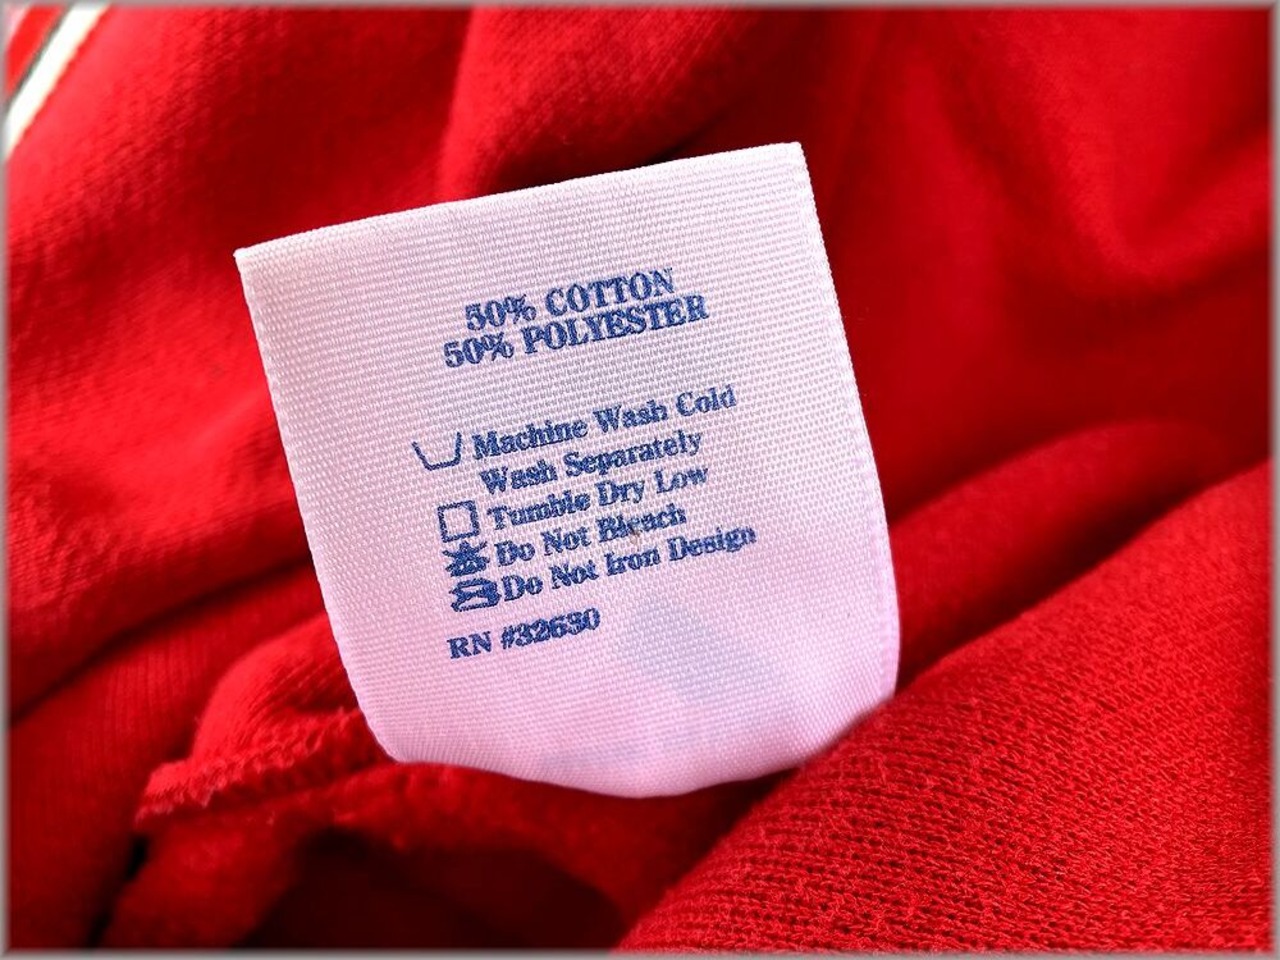 50% COTTON
50% POLYESTER
Machine Wash Cold
Wash Separately
Tumble Dry Low
Do Not Bleach
Do Not Iron Design
RN #32630